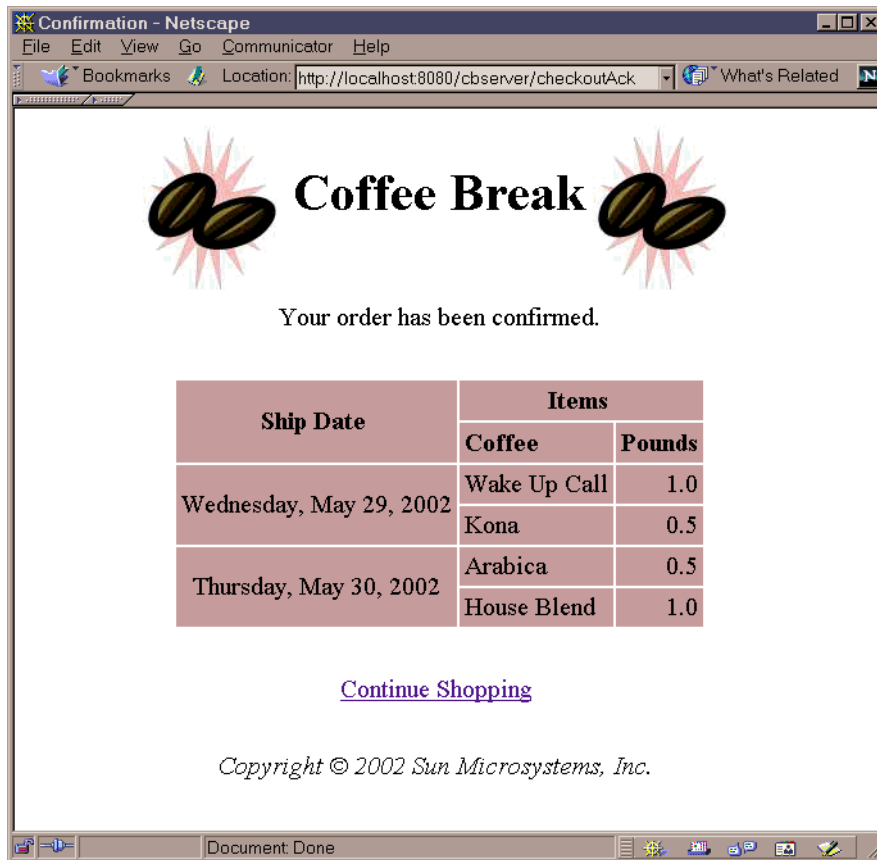 Confirmation - Netscape
File Edit View Go Communicator Help
Bookmarks Location: http://localhost:8080/cbserver/checkoutAck What's Related N
Coffee Break
Your order has been confirmed.
Ship Date Items
Coffee Pounds
Wednesday, May 29, 2002 Wake Up Call 1.0
Kona 0.5
Thursday, May 30, 2002 Arabica 0.5
House Blend 1.0
Continue Shopping
Copyright © 2002 Sun Microsystems, Inc.
Document: Done